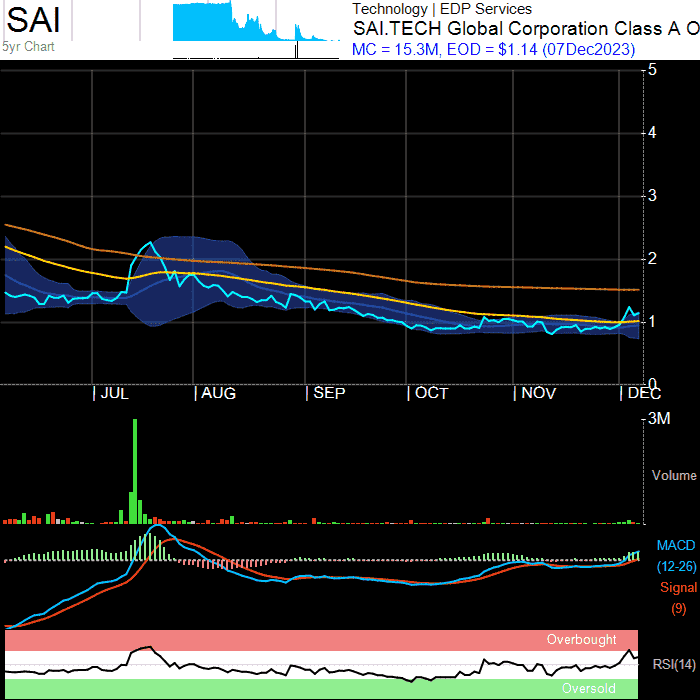 SAI
5yr Chart
Technology | EDP Services
SAI.TECH Global Corporation Class A O
MC = 15.3M, EOD = $1.14 (07Dec2023)
5
4
3
2
1
0
JUL AUG SEP OCT NOV DEC
3M
Volume
MACD
(12-26)
Signal
(9)
Overbought
RSI(14)
Oversold